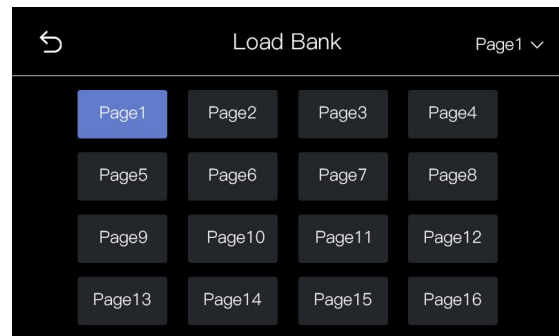 Load Bank Page1
Page1 Page2 Page3 Page4
Page5 Page6 Page7 Page8
Page9 Page10 Page11 Page12
Page13 Page14 Page15 Page16